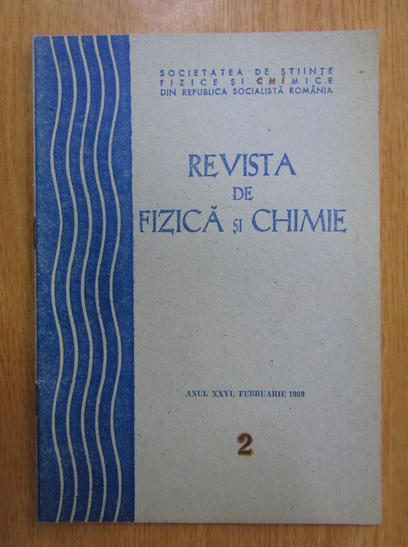 SOCIETATEA DE ȘTIINȚE
FIZICE ȘI CHIMICE
DIN REPUBLICA SOCIALISTĂ ROMÂNIA
REVISTA
DE
FIZICĂ ȘI CHIMIE
ANUL XXVI, FEBRUARIE 1989
2